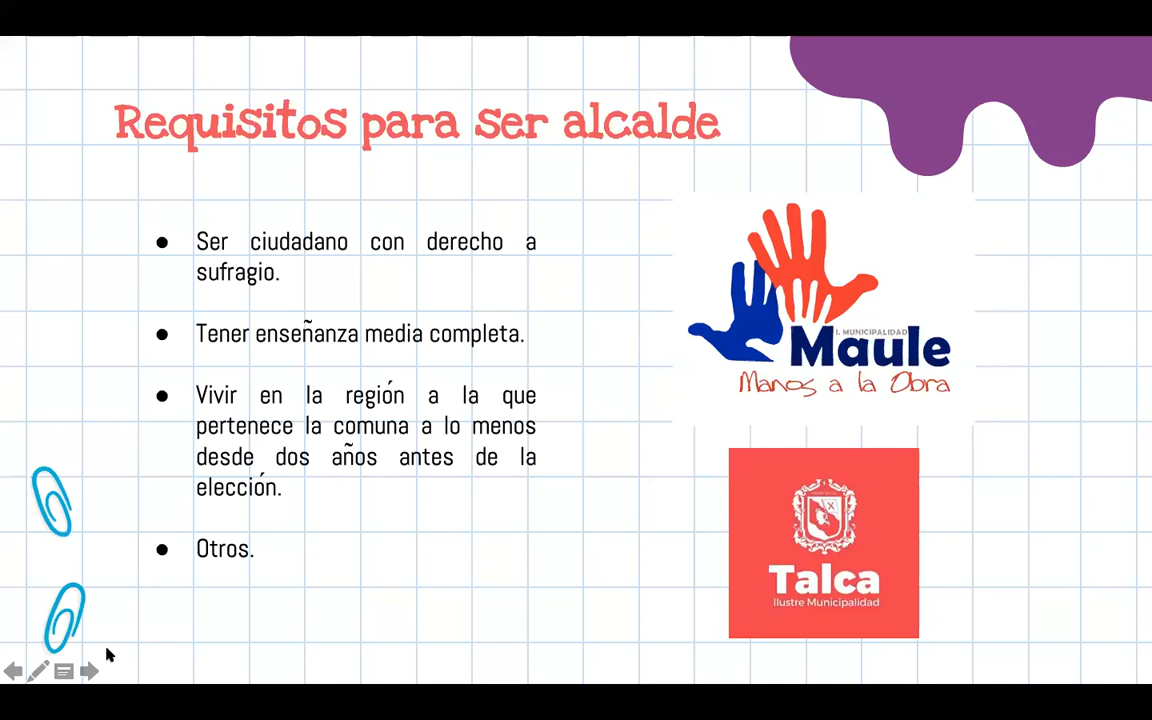 Requisitos para ser alcalde
● Ser ciudadano con derecho a
sufragio.
● Tener enseñanza media completa.
● Vivir en la región a la que
pertenece la comuna a lo menos
desde dos años antes de la
elección.
● Otros.
I. MUNICIPALIDAD
Maule
Manos a la Obra
Talca
Ilustre Municipalidad